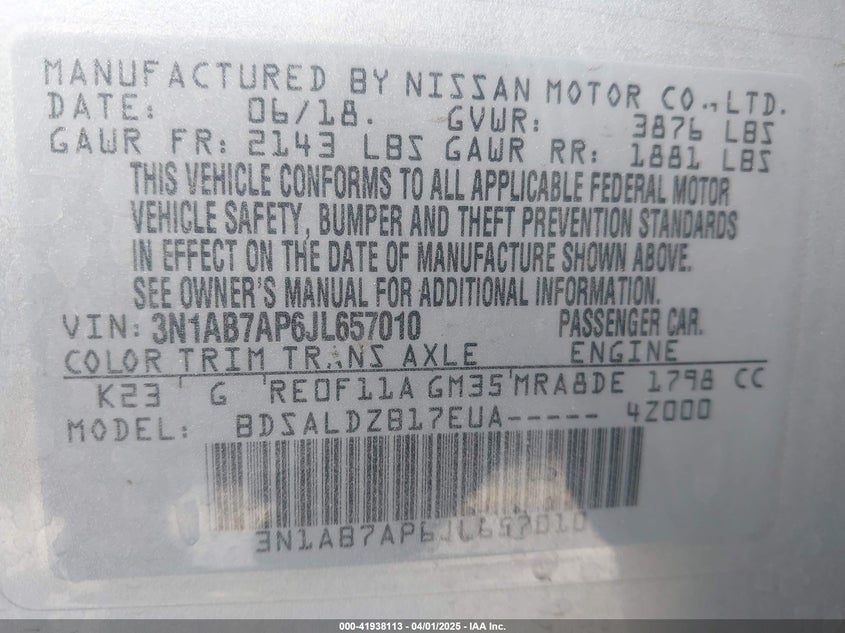 MANUFACTURED BY NISSAN MOTOR CO.,LTD.
DATE: 06/18. GVWR: 3876 LBS
GAWR FR: 2143 LBS GAWR RR: 1881 LBS
THIS VEHICLE CONFORMS TO ALL APPLICABLE FEDERAL MOTOR
VEHICLE SAFETY, BUMPER AND THEFT PREVENTION STANDARDS
IN EFFECT ON THE DATE OF MANUFACTURE SHOWN ABOVE.
SEE OWNER'S MANUAL FOR ADDITIONAL INFORMATION.
VIN: 3N1AB7AP6JL657010 PASSENGER CAR.
COLOR TRIM TRANS AXLE ENGINE
K23 G RE0F11A GM35 MRA8DE 1798 CC
MODEL: BDSALDZB17EUA----- 4Z000
3N1AB7AP6JL657010
000-41938113 - 04/01/2025 - IAA Inc.